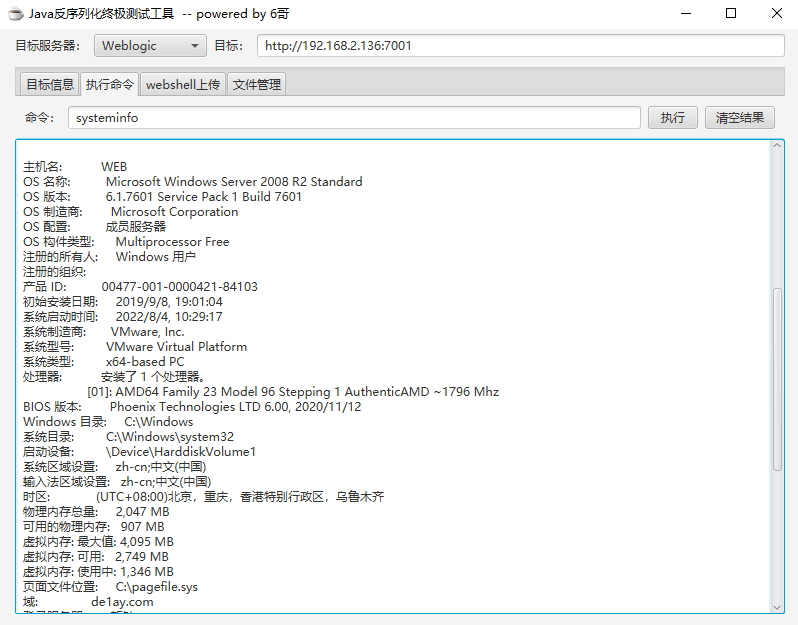 Java反序列化终极测试工具 -- powered by 6哥
目标服务器: Weblogic 目标: http://192.168.2.136:7001
目标信息 执行命令 webshell上传 文件管理
命令: systeminfo 执行 清空结果
主机名: WEB
OS 名称: Microsoft Windows Server 2008 R2 Standard
OS 版本: 6.1.7601 Service Pack 1 Build 7601
OS 制造商: Microsoft Corporation
OS 配置: 成员服务器
OS 构件类型: Multiprocessor Free
注册的所有人: Windows 用户
注册的组织:
产品 ID: 00477-001-0000421-84103
初始安装日期: 2019/9/8, 19:01:04
系统启动时间: 2022/8/4, 10:29:17
系统制造商: VMware, Inc.
系统型号: VMware Virtual Platform
系统类型: x64-based PC
处理器: 安装了 1 个处理器。
[01]: AMD64 Family 23 Model 96 Stepping 1 AuthenticAMD ~1796 Mhz
BIOS 版本: Phoenix Technologies LTD 6.00, 2020/11/12
Windows 目录: C:\Windows
系统目录: C:\Windows\system32
启动设备: \Device\HarddiskVolume1
系统区域设置: zh-cn;中文(中国)
输入法区域设置: zh-cn;中文(中国)
时区: (UTC+08:00)北京，重庆，香港特别行政区，乌鲁木齐
物理内存总量: 2,047 MB
可用的物理内存: 907 MB
虚拟内存: 最大值: 4,095 MB
虚拟内存: 可用: 2,749 MB
虚拟内存: 使用中: 1,346 MB
页面文件位置: C:\pagefile.sys
域: de1ay.com